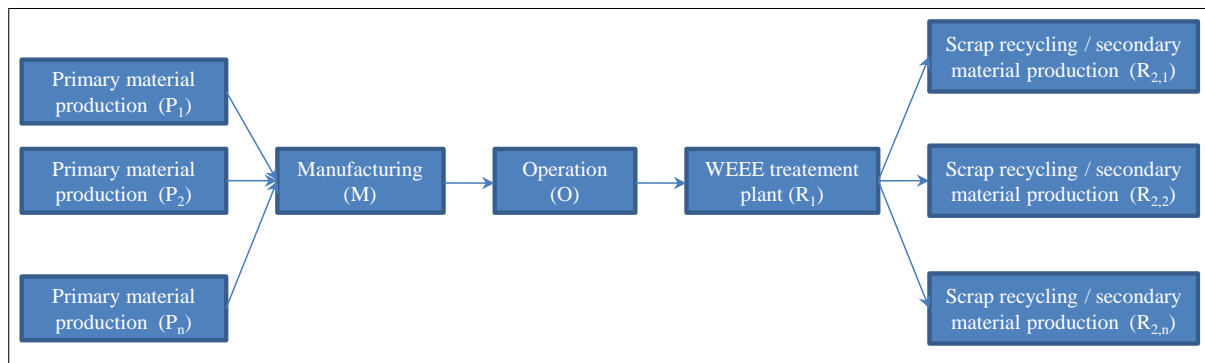 Primary material
production (P₁)
Primary material
production (P₂)
Primary material
production (Pₙ)
Manufacturing
(M)
Operation
(O)
WEEE treatement
plant (R₁)
Scrap recycling / secondary
material production (R₂,₁)
Scrap recycling / secondary
material production (R₂,₂)
Scrap recycling / secondary
material production (R₂,ₙ)